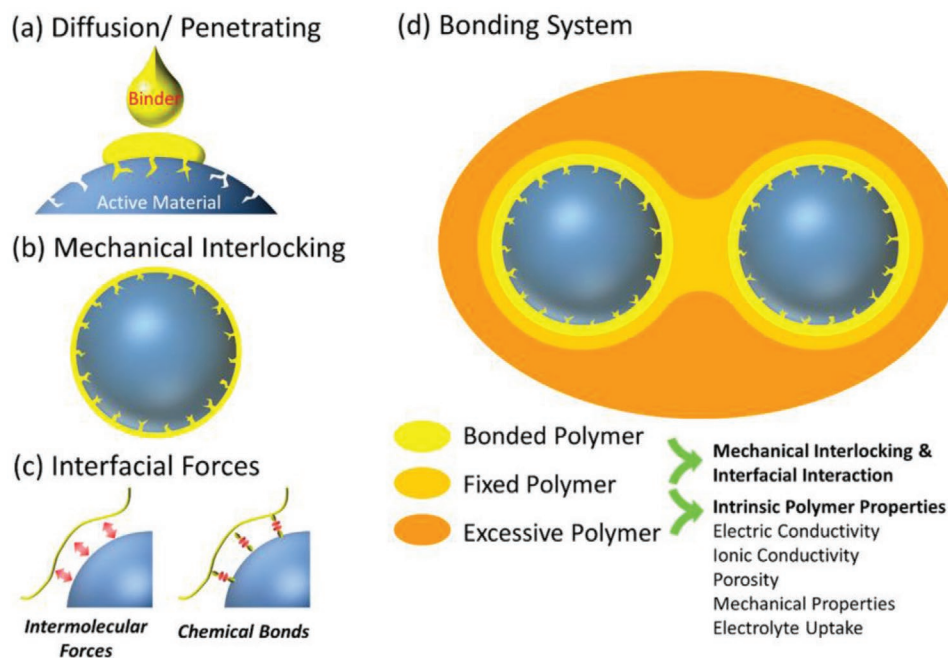 (a) Diffusion/ Penetrating
Binder
Active Material
(b) Mechanical Interlocking
(c) Interfacial Forces
Intermolecular
Forces
Chemical Bonds
(d) Bonding System
Bonded Polymer
Fixed Polymer
Excessive Polymer
Mechanical Interlocking &
Interfacial Interaction
Intrinsic Polymer Properties
Electric Conductivity
Ionic Conductivity
Porosity
Mechanical Properties
Electrolyte Uptake